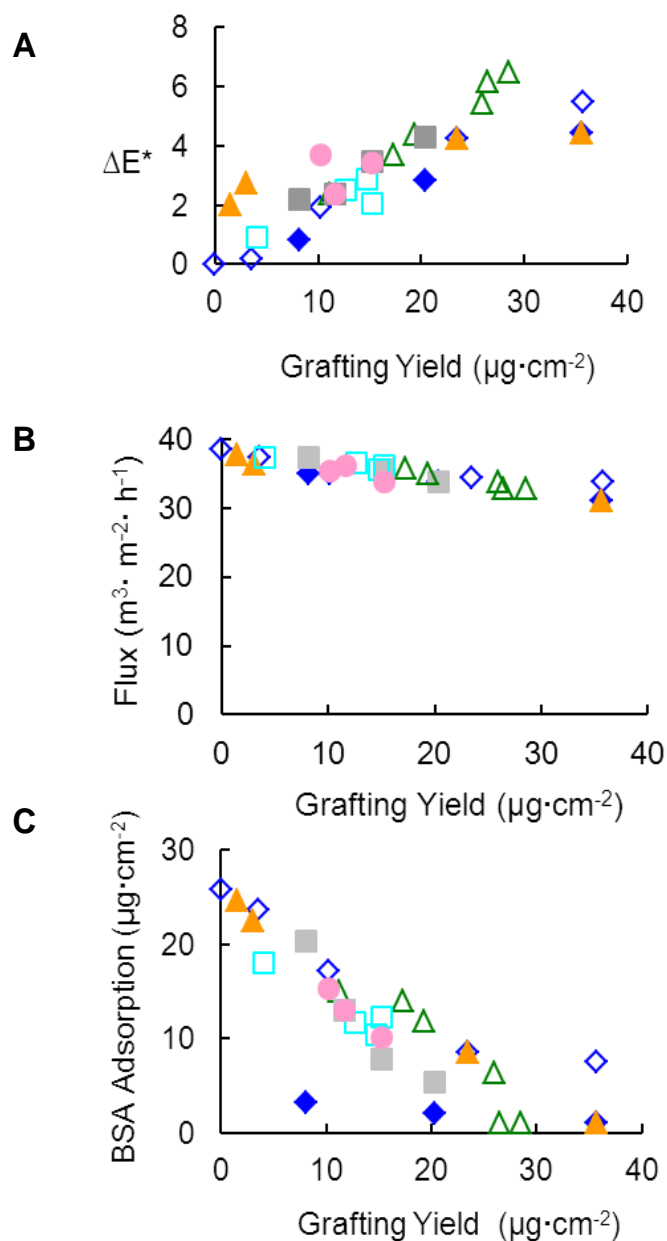 A
8
6
ΔE*
4
2
0
0 10 20 30 40
Grafting Yield (µg·cm-2)
B
40
30
20
10
0
Flux (m3· m-2· h-1)
0 10 20 30 40
Grafting Yield (µg·cm-2)
C
30
20
10
0
BSA Adsorption (µg·cm-2)
0 10 20 30 40
Grafting Yield (µg·cm-2)